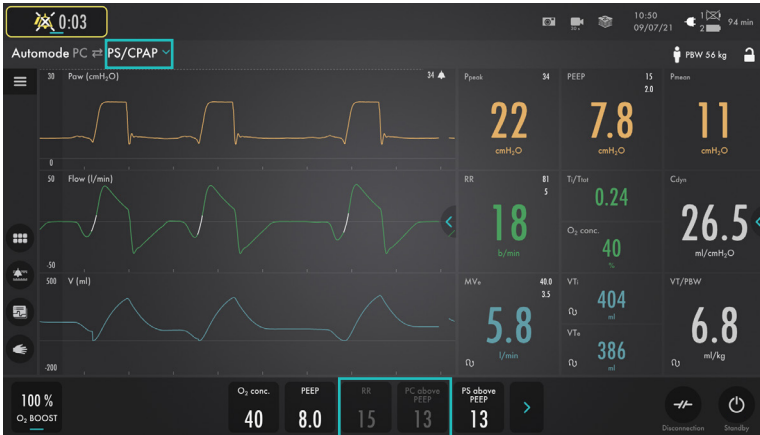 0:03
30 s
10:50
09/07/21
1
2
94 min
Automode PC ⇄ PS/CPAP
PBW 56 kg
30 Paw (cmH₂O) 34
0
50 Flow (l/min)
-50
500 V (ml)
-200
Ppeak 34
22
cmH₂O
PEEP 15
2.0
7.8
cmH₂O
Pmean
11
cmH₂O
RR 81
5
18
b/min
Ti/Ttot
0.24
O₂ conc.
40
%
Cdyn
26.5
ml/cmH₂O
MVe 40.0
3.5
5.8
l/min
VTi
404
ml
VTe
386
ml
VT/PBW
6.8
ml/kg
100 %
O₂ BOOST
O₂ conc.
40
PEEP
8.0
RR
15
PC above
PEEP
13
PS above
PEEP
13
Disconnection
Standby